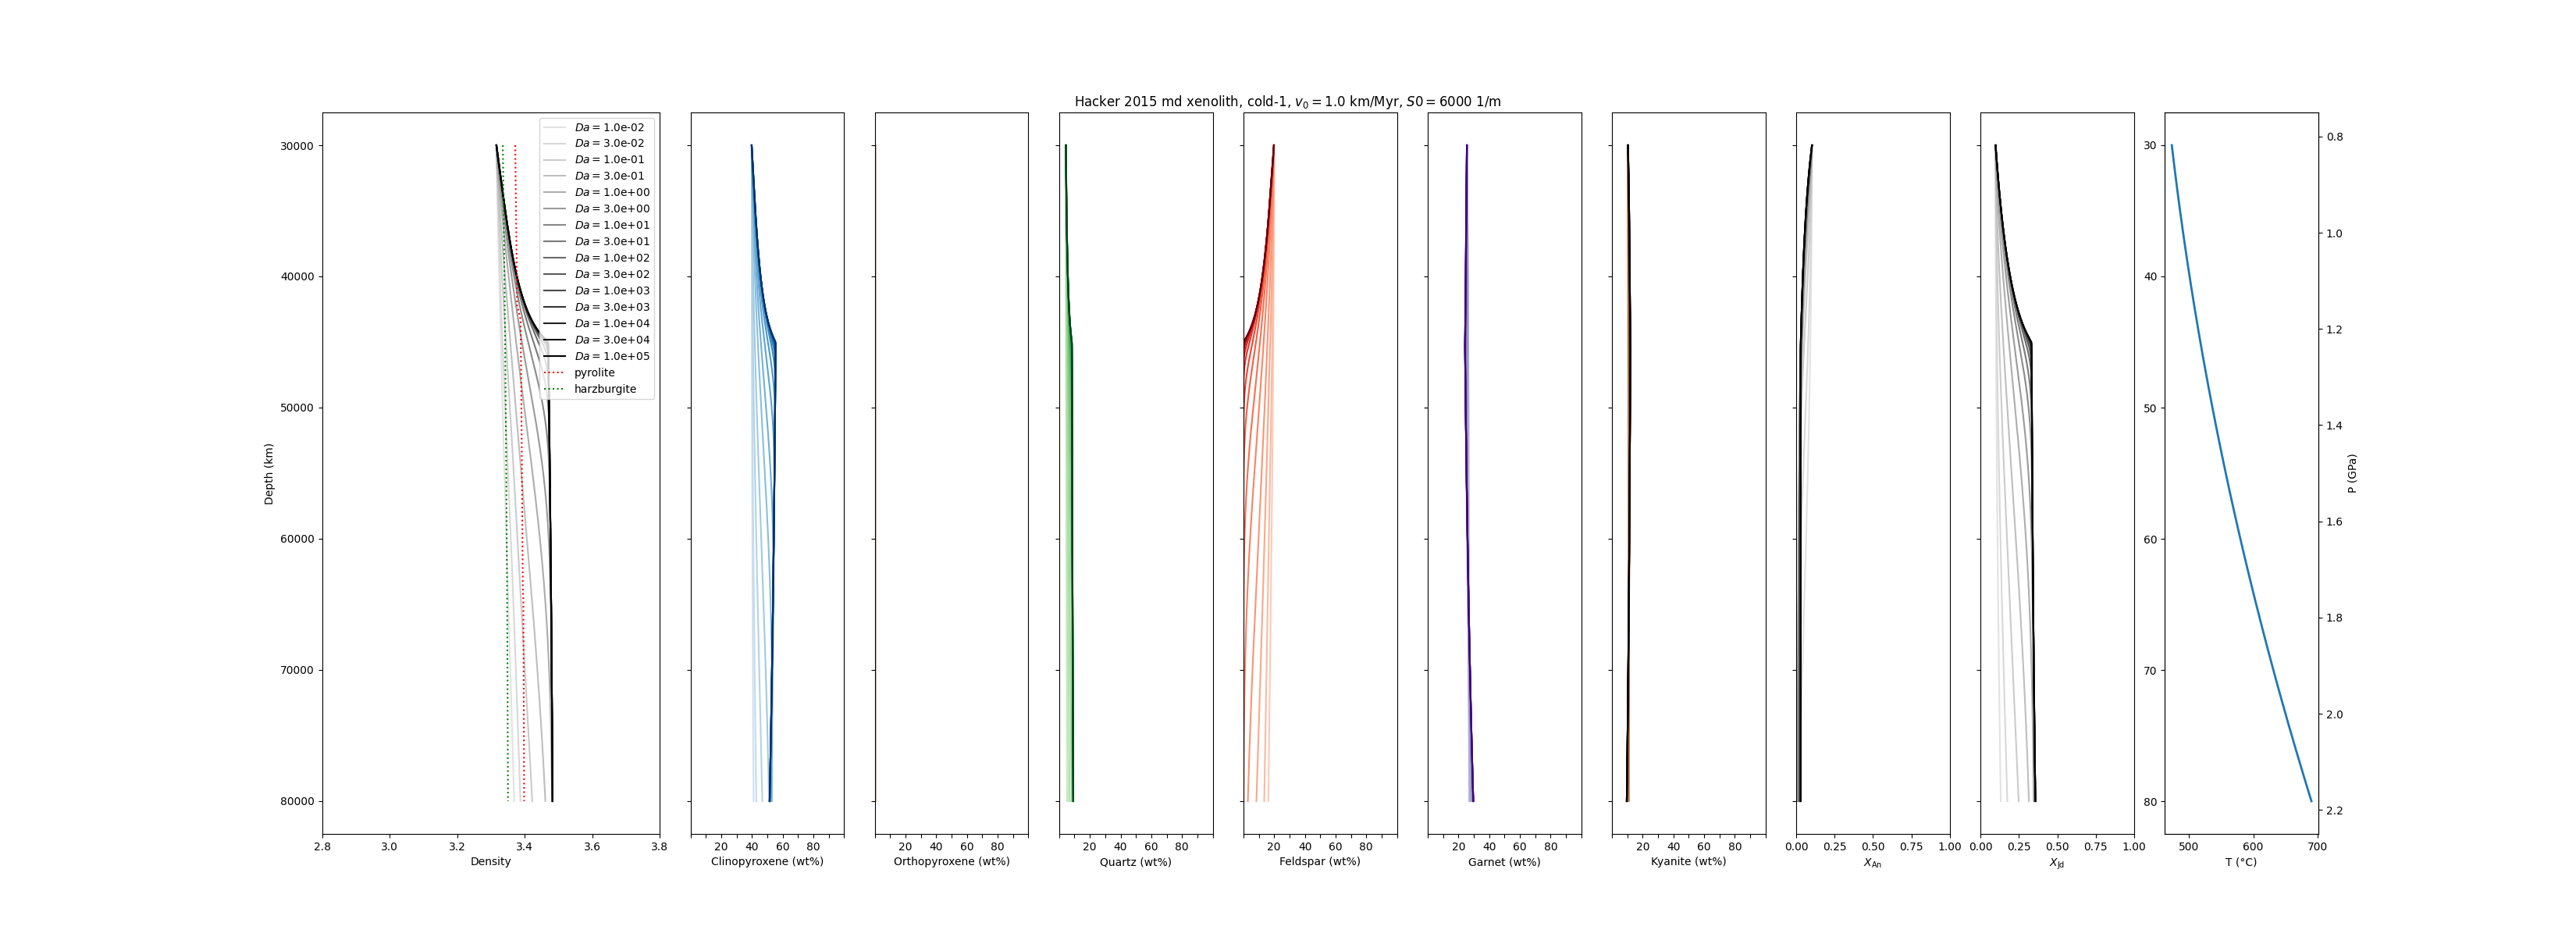 Hacker 2015 md xenolith, cold-1, v₀ = 1.0 km/Myr, S0 = 6000 1/m
Da = 1.0e-02
Da = 3.0e-02
Da = 1.0e-01
Da = 3.0e-01
Da = 1.0e+00
Da = 3.0e+00
Da = 1.0e+01
Da = 3.0e+01
Da = 1.0e+02
Da = 3.0e+02
Da = 1.0e+03
Da = 3.0e+03
Da = 1.0e+04
Da = 3.0e+04
Da = 1.0e+05
pyrolite
harzburgite
Depth (km)
30000
40000
50000
60000
70000
80000
2.8 3.0 3.2 3.4 3.6 3.8
Density
20 40 60 80
Clinopyroxene (wt%)
20 40 60 80
Orthopyroxene (wt%)
20 40 60 80
Quartz (wt%)
20 40 60 80
Feldspar (wt%)
20 40 60 80
Garnet (wt%)
20 40 60 80
Kyanite (wt%)
0.00 0.25 0.50 0.75 1.00
X_An
0.00 0.25 0.50 0.75 1.00
X_Jd
30
40
50
60
70
80
500 600 700
T (°C)
0.8
1.0
1.2
1.4
1.6
1.8
2.0
2.2
P (GPa)